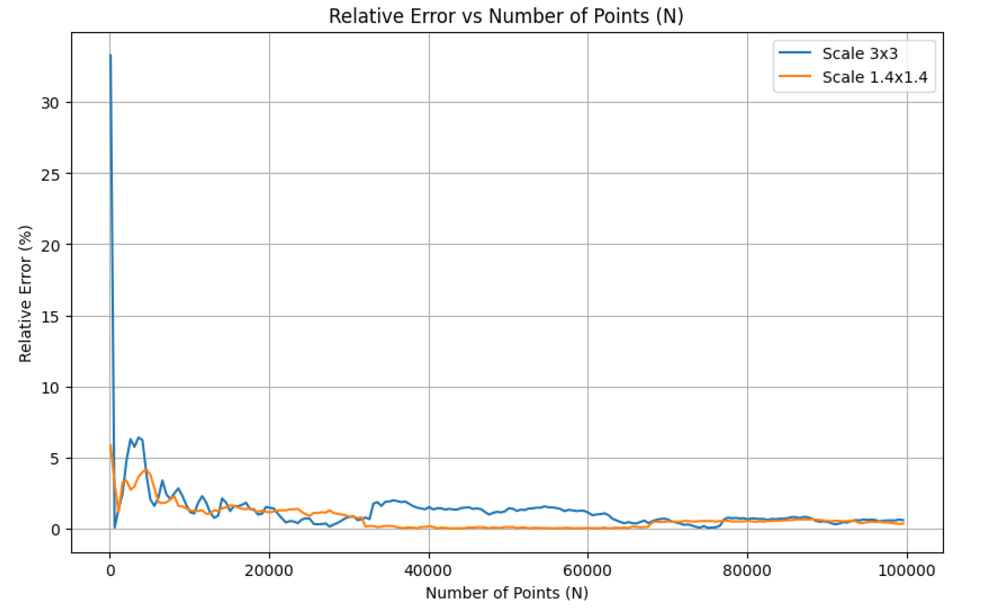 Relative Error vs Number of Points (N)
Scale 3x3
Scale 1.4x1.4
Relative Error (%)
30
25
20
15
10
5
0
0 20000 40000 60000 80000 100000
Number of Points (N)